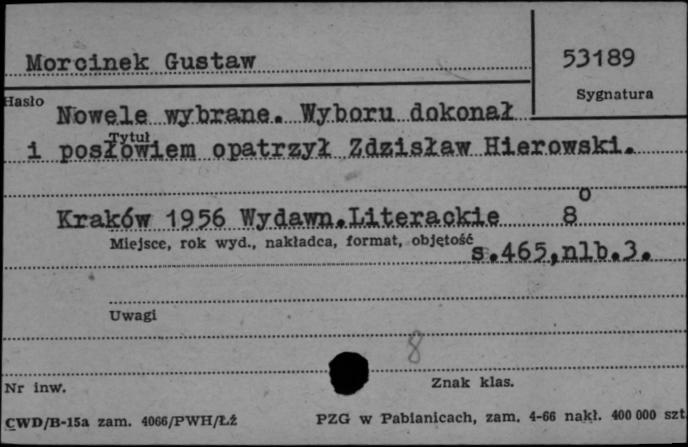 Morcinek Gustaw
53189
Hasło
Sygnatura
Nowele wybrane. Wyboru dokonał
Tytuł
i posłowiem opatrzył Zdzisław Hierowski.
Kraków 1956 Wydawn.Literackie 8o
Miejsce, rok wyd., nakładca, format, objętość
s.465,nlb.3.
Uwagi
8
Nr inw.
Znak klas.
CWD/B-15a zam. 4066/PWH/Łż
PZG w Pabianicach, zam. 4-66 nakł. 400 000 szt